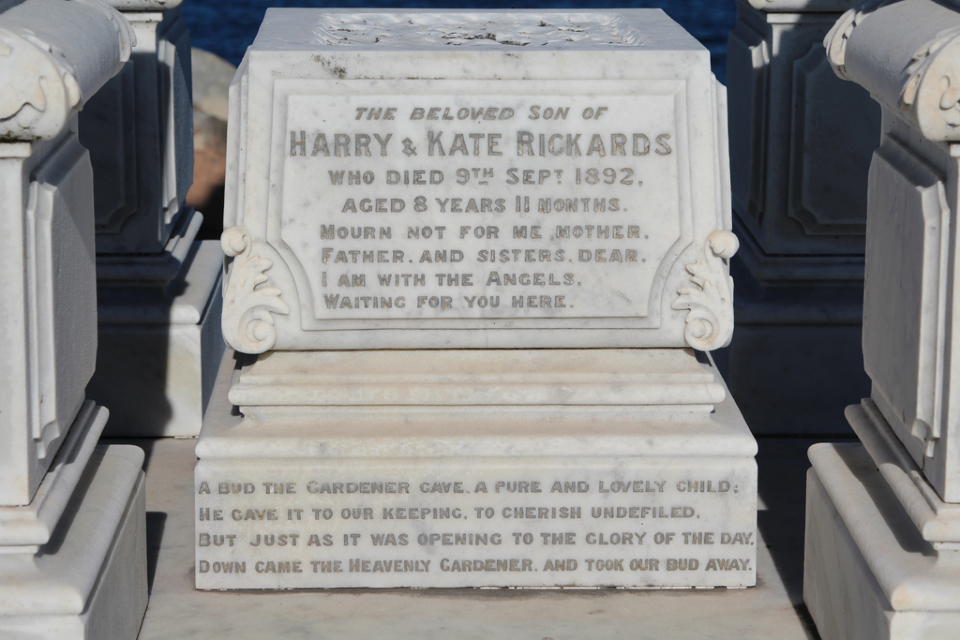 THE BELOVED SON OF
HARRY & KATE RICKARDS
WHO DIED 9TH SEPT 1892,
AGED 8 YEARS 11 MONTHS.
MOURN NOT FOR ME MOTHER,
FATHER, AND SISTERS, DEAR,
I AM WITH THE ANGELS,
WAITING FOR YOU HERE.
A BUD THE GARDENER GAVE, A PURE AND LOVELY CHILD;
HE GAVE IT TO OUR KEEPING, TO CHERISH UNDEFILED,
BUT JUST AS IT WAS OPENING TO THE GLORY OF THE DAY,
DOWN CAME THE HEAVENLY GARDENER, AND TOOK OUR BUD AWAY.